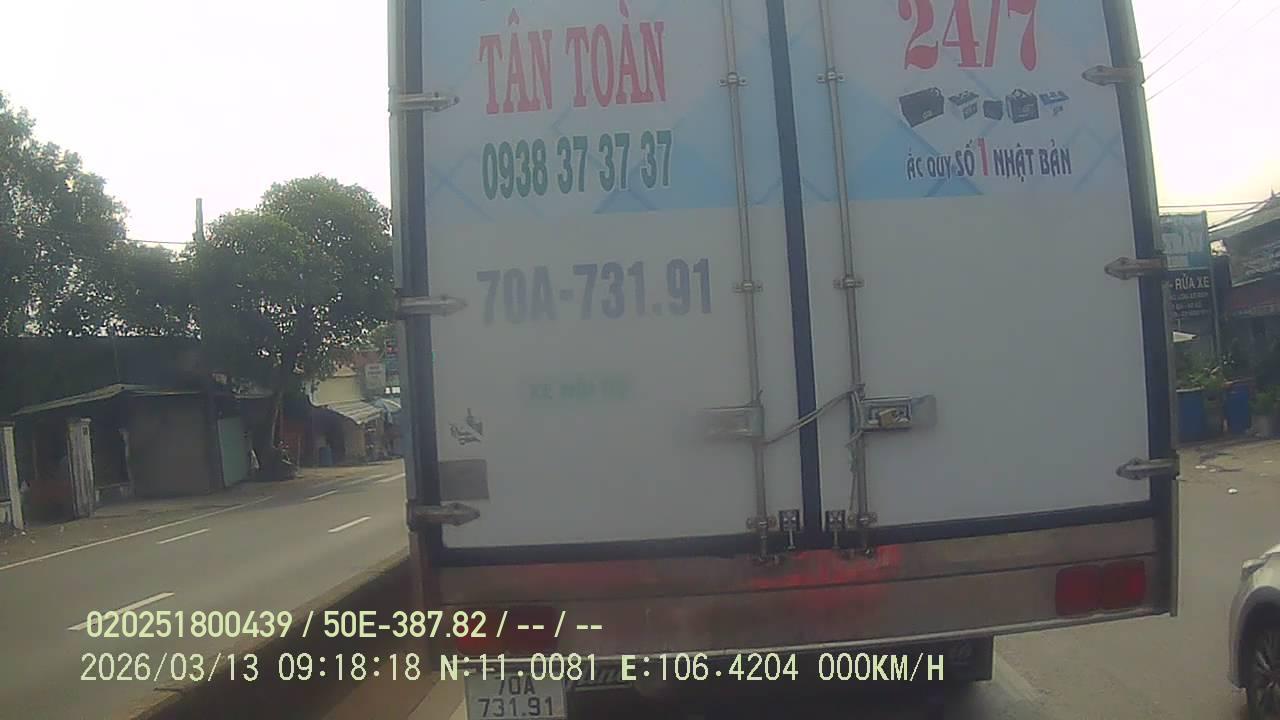 TÂN TOÀN
0938 37 37 37
70A-731.91
24/7
ẮC QUY SỐ 1 NHẬT BẢN
RỬA XE
020251800439 / 50E-387.82 / -- / --
2026/03/13 09:18:18 N:11.0081 E:106.4204 000KM/H
70A
731.91